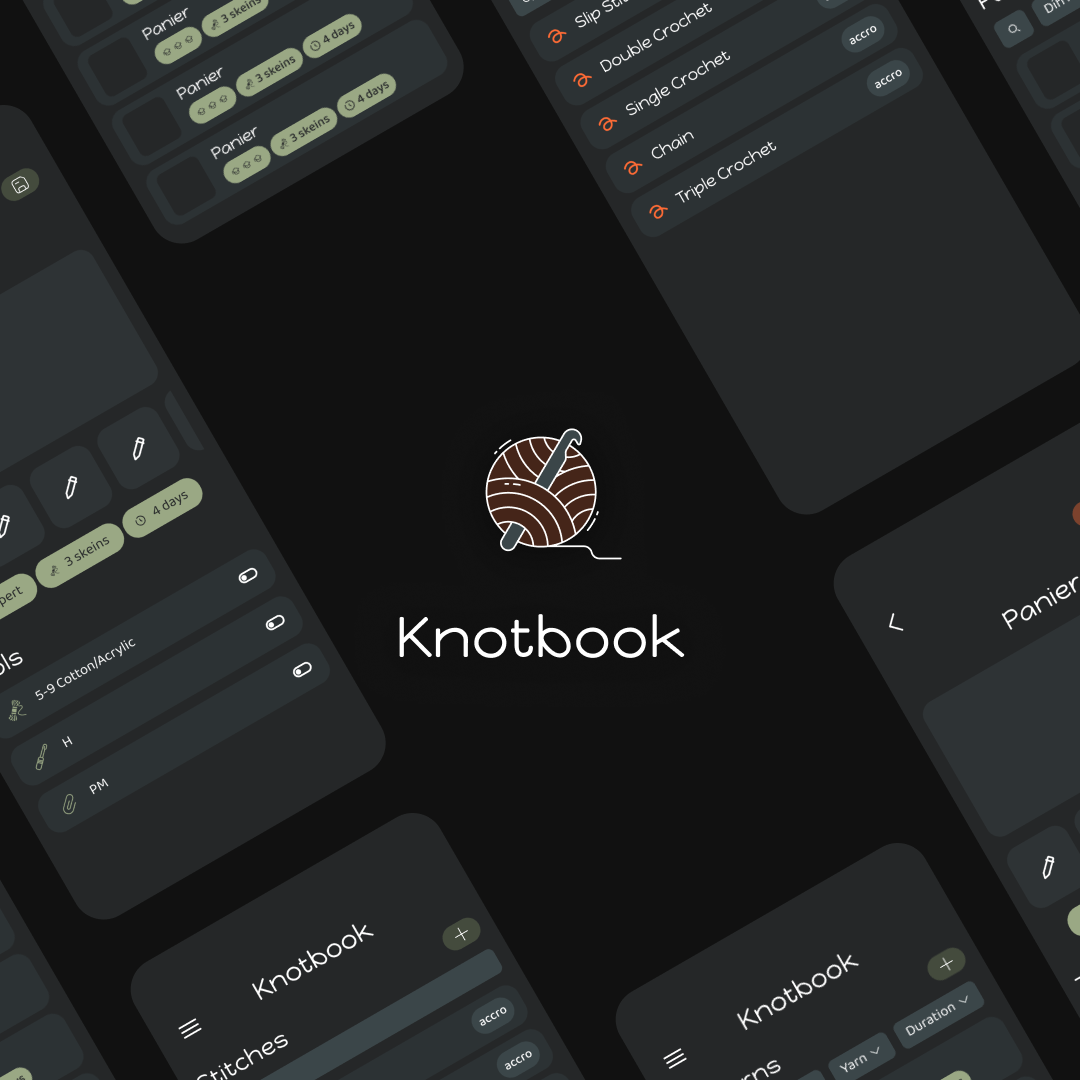 Panier
3 skeins
Panier
3 skeins
4 days
Panier
3 skeins
4 days
Double Crochet
accro
Single Crochet
accro
Chain
Triple Crochet
3 skeins
4 days
5-9 Cotton/Acrylic
H
PM
Knotbook
Panier
Knotbook
Stitches
accro
accro
Knotbook
Yarn
Duration